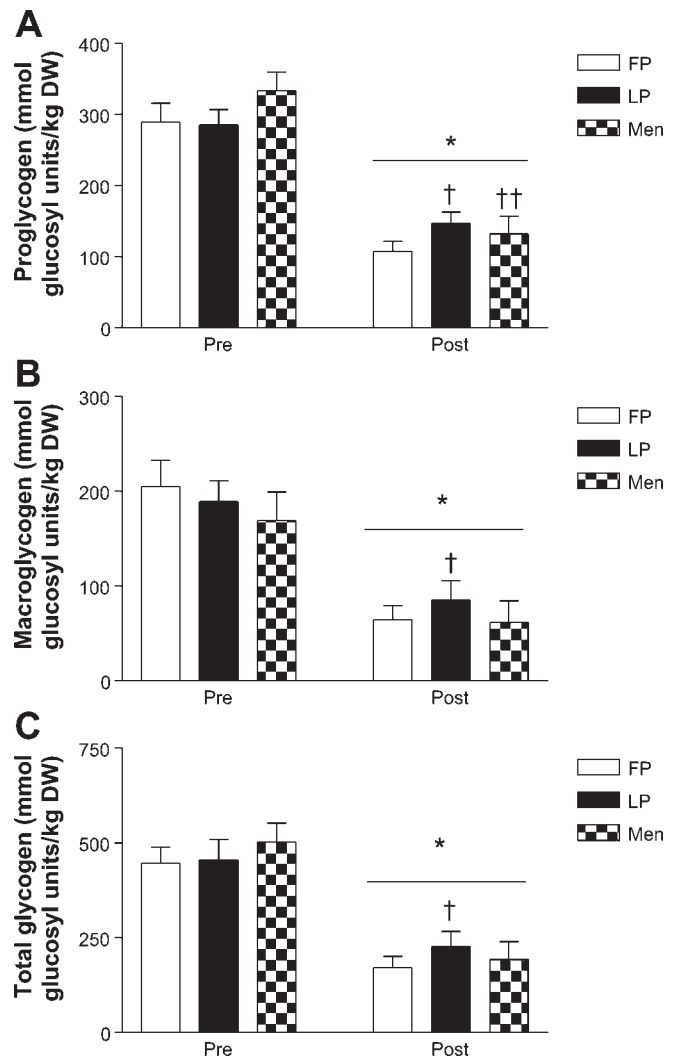 A
Proglycogen (mmol
glucosyl units/kg DW)
400
300
200
100
0
*
†
††
Pre
Post
FP
LP
Men
B
Macroglycogen (mmol
glucosyl units/kg DW)
300
200
100
0
*
†
Pre
Post
FP
LP
Men
C
Total glycogen (mmol
glucosyl units/kg DW)
750
500
250
0
*
†
Pre
Post
FP
LP
Men